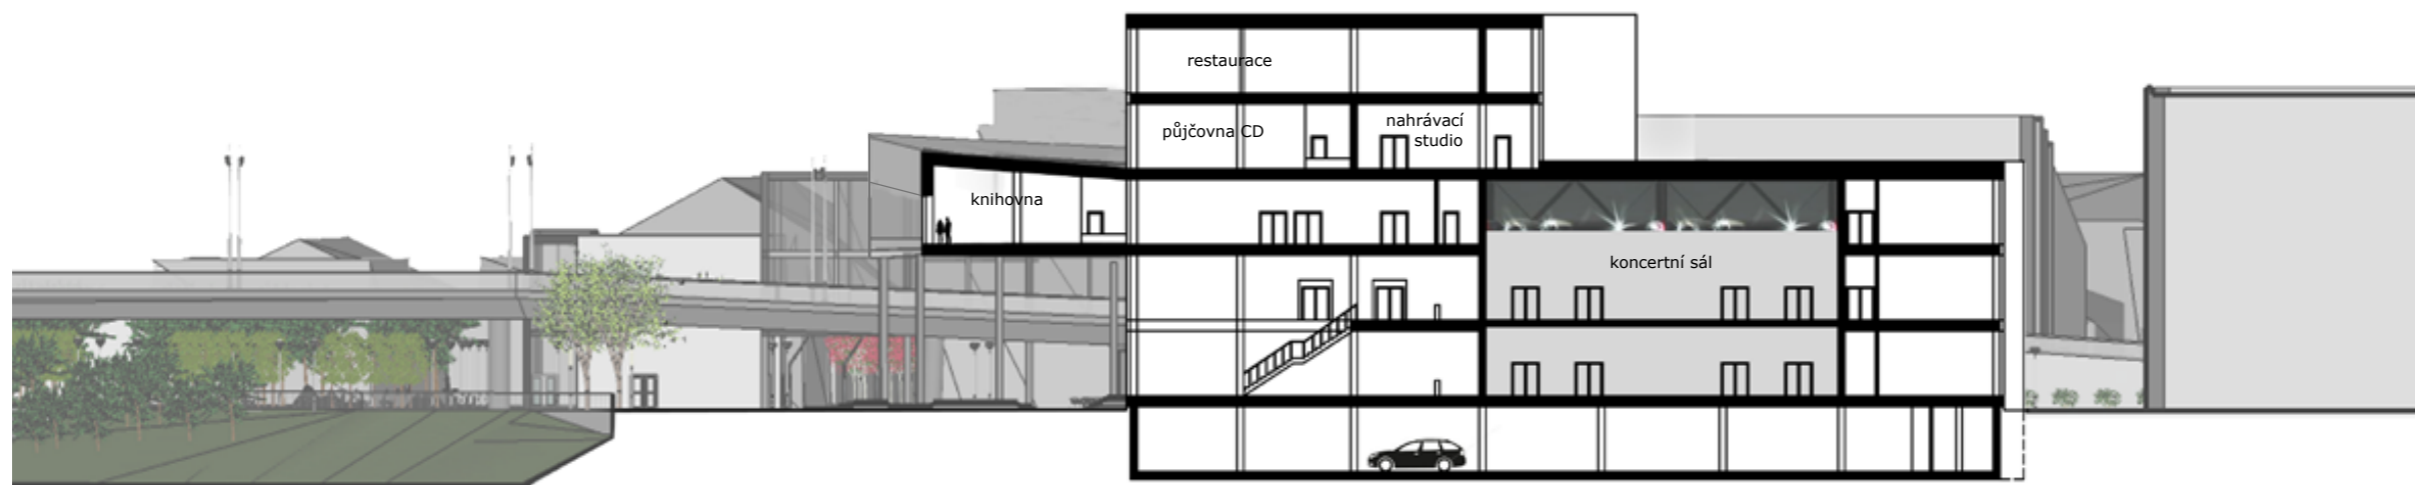 restaurace
půjčovna CD
nahrávací
studio
knihovna
koncertní sál